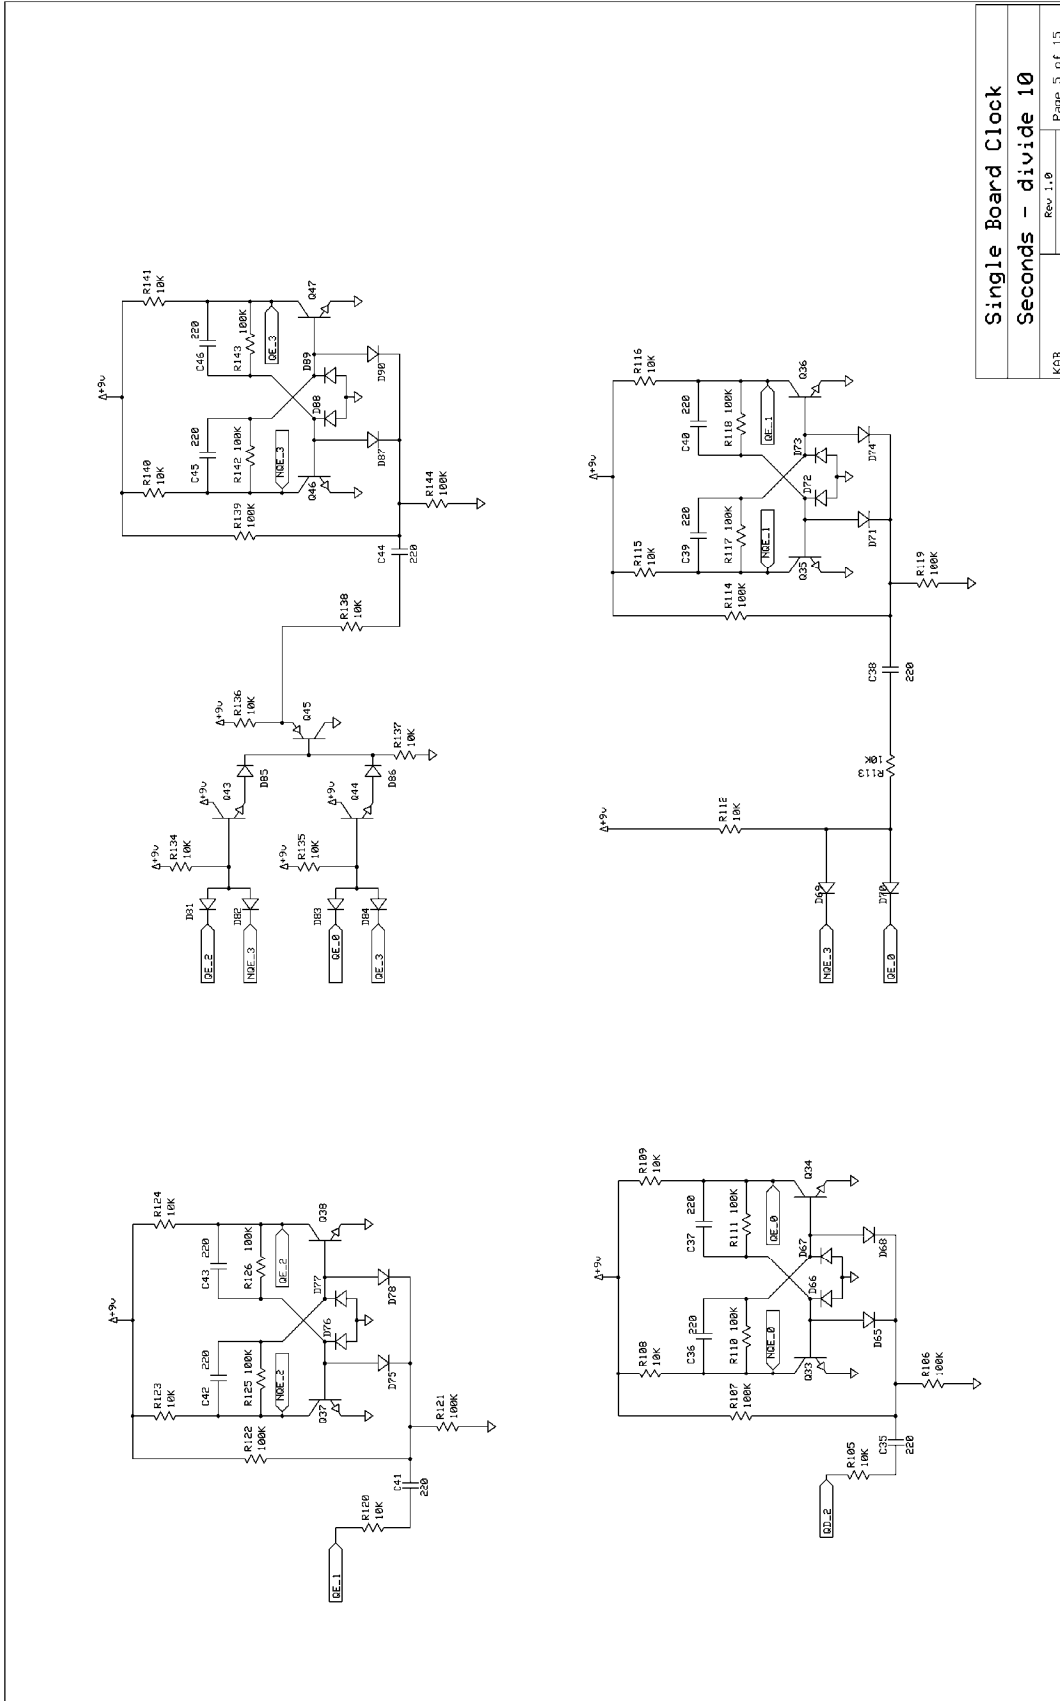 +9v
R123
10K
R124
10K
R122
100K
C42
220
C43
220
R125 100K
R126 100K
NQE_2
QE_2
Q37
Q38
D76
D77
D75
D78
R121
100K
C41
220
R120
10K
QE_1
QE_2
NQE_3
QE_0
QE_3
D81
D82
D83
D84
+9v
R134
10K
+9v
R135
10K
+9v
Q43
+9v
Q44
D85
D86
+9v
R136
10K
Q45
R137
10K
R138
10K
C44
220
+9v
R140
10K
R141
10K
R139
100K
C45
220
C46
220
R142 100K
R143 100K
NQE_3
QE_3
Q46
Q47
D88
D89
D87
D90
R144
100K
+9v
R108
10K
R109
10K
R107
100K
C36
220
C37
220
R110 100K
R111 100K
NQE_0
QE_0
Q33
Q34
D66
D67
D65
D68
R106
100K
C35
220
R105
10K
QD_2
NQE_3
QE_0
D69
D70
+9v
R112
10K
R113
10K
C38
220
+9v
R115
10K
R116
10K
R114
100K
C39
220
C40
220
R117 100K
R118 100K
NQE_1
QE_1
Q35
Q36
D72
D73
D71
D74
R119
100K
Single Board Clock
Seconds - divide 10
KAB
Rev 1.0
Page 5 of 15